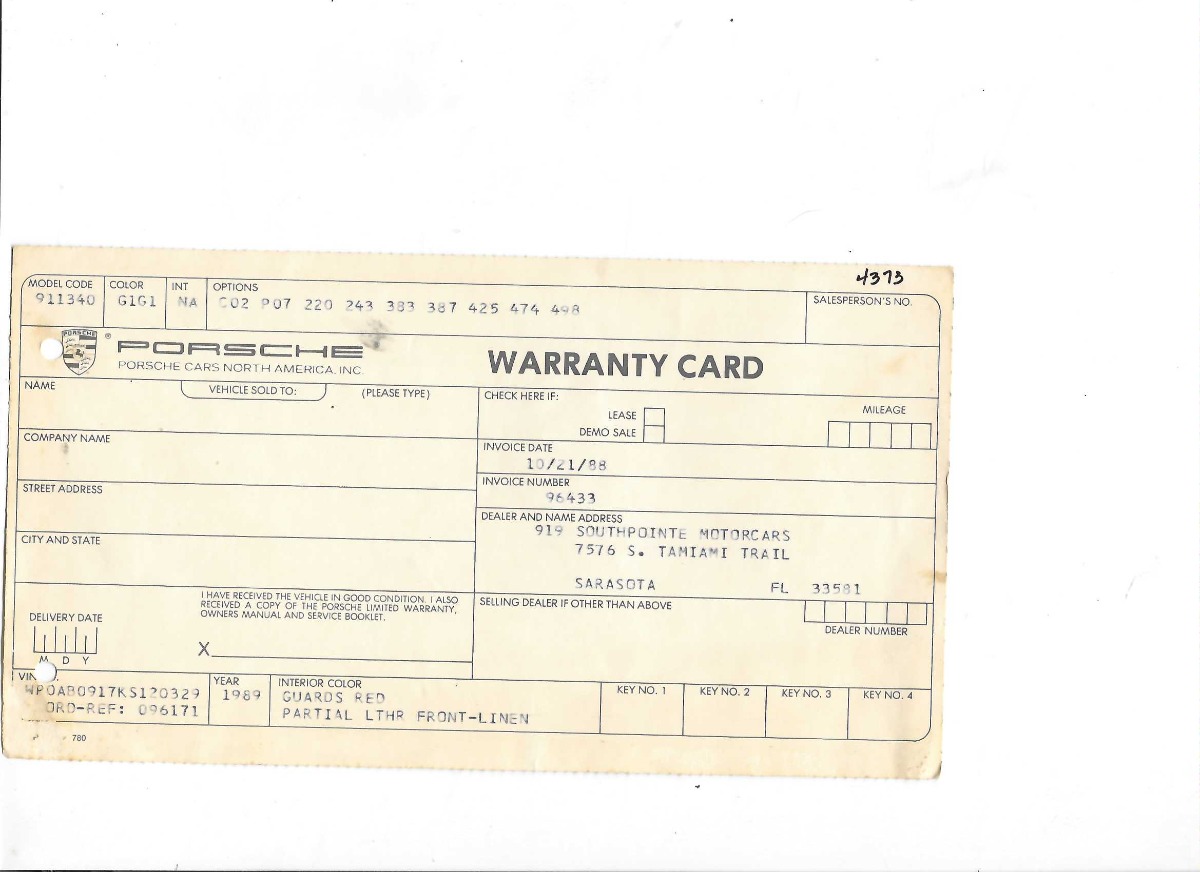 4373
MODEL CODE COLOR INT OPTIONS SALESPERSON'S NO.
911340 G1G1 NA C02 P07 220 243 383 387 425 474 498
PORSCHE
® PORSCHE
PORSCHE CARS NORTH AMERICA, INC.
WARRANTY CARD
NAME VEHICLE SOLD TO: (PLEASE TYPE)
CHECK HERE IF:
LEASE
DEMO SALE
MILEAGE
COMPANY NAME
INVOICE DATE
10/21/88
STREET ADDRESS
INVOICE NUMBER
96433
DEALER AND NAME ADDRESS
919 SOUTHPOINTE MOTORCARS
7576 S. TAMIAMI TRAIL
SARASOTA FL 33581
CITY AND STATE
I HAVE RECEIVED THE VEHICLE IN GOOD CONDITION. I ALSO
RECEIVED A COPY OF THE PORSCHE LIMITED WARRANTY,
OWNERS MANUAL AND SERVICE BOOKLET.
SELLING DEALER IF OTHER THAN ABOVE
DEALER NUMBER
DELIVERY DATE
M D Y
X
VIN YEAR INTERIOR COLOR KEY NO. 1 KEY NO. 2 KEY NO. 3 KEY NO. 4
WP0AB0917KS120329 1989 GUARDS RED
ORD-REF: 096171 PARTIAL LTHR FRONT-LINEN
780